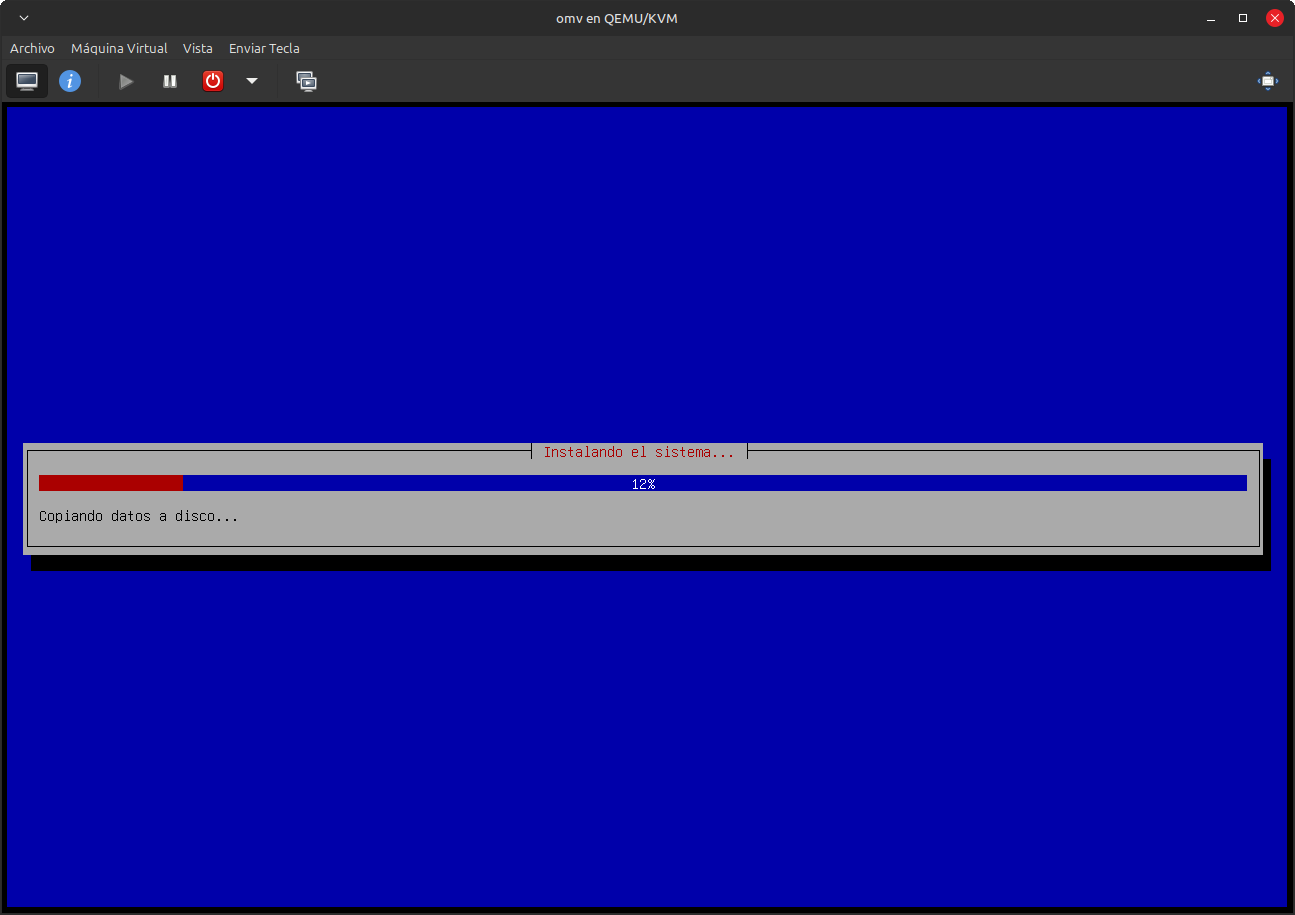 omv en QEMU/KVM
Archivo Máquina Virtual Vista Enviar Tecla
i
Instalando el sistema...
12%
Copiando datos a disco...